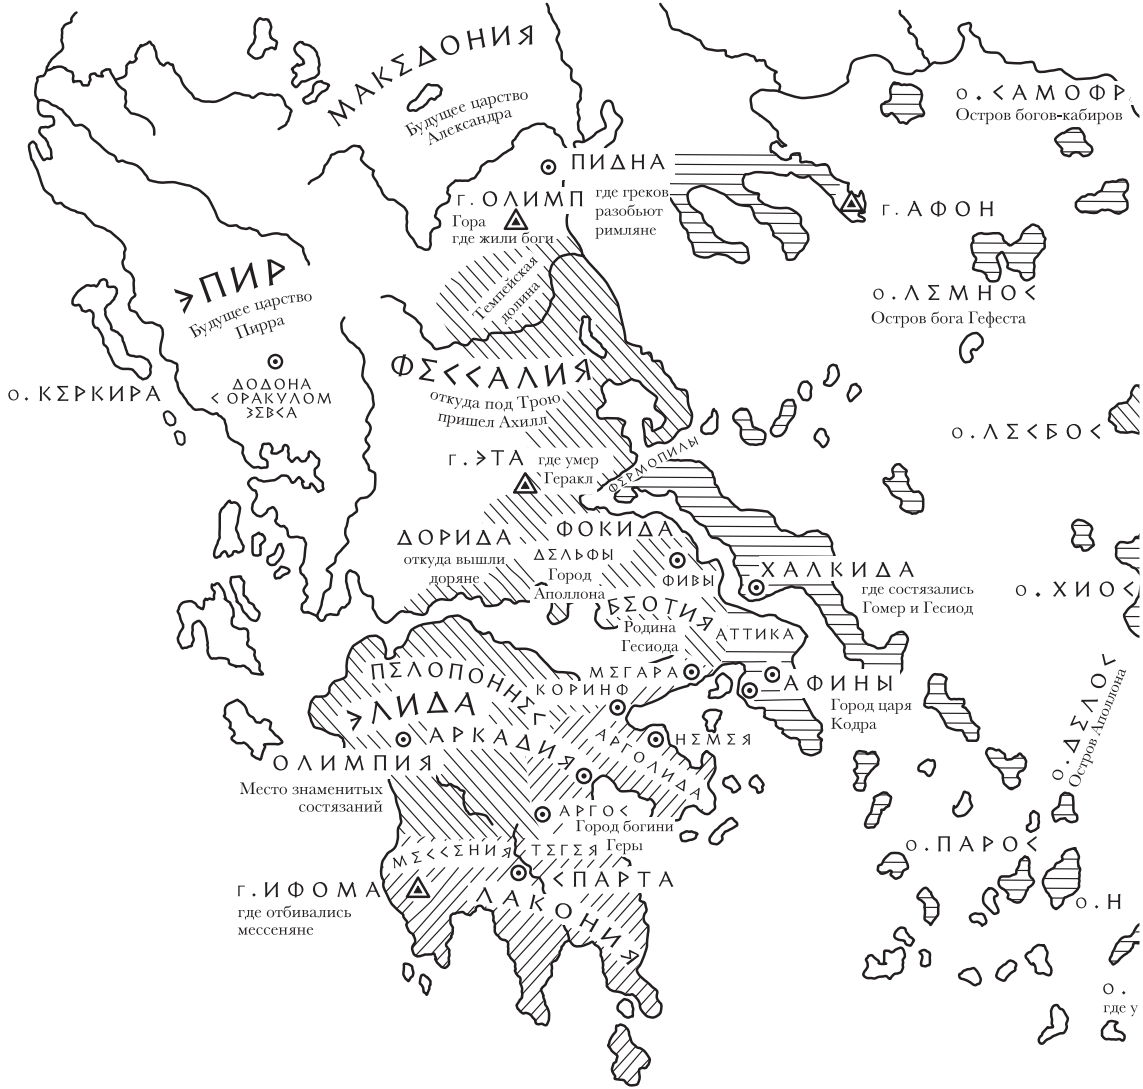 МАКЕДОНИЯ
Будущее царство
Александра
о. САМОФР
Остров богов-кабиров
ПИДНА
где греков
разобьют
римляне
г. ОЛИМП
Гора
где жили боги
г. АФОН
Темпейская
долина
ЭПИР
Будущее царство
Пирра
о. ЛЕМНОС
Остров бога Гефеста
ДОДОНА
С ОРАКУЛОМ
ЗЕВСА
о. КЕРКИРА
ФЕССАЛИЯ
откуда под Трою
пришел Ахилл
о. ЛЕСБОС
г. ЭТА
где умер
Геракл
ФЕРМОПИЛЫ
ДОРИДА
откуда вышли
доряне
ФОКИДА
ДЕЛЬФЫ
Город
Аполлона
ФИВЫ
ХАЛКИДА
где состязались
Гомер и Гесиод
о. ХИОС
БЕОТИЯ
Родина
Гесиода
АТТИКА
МЕГАРА
КОРИНФ
АФИНЫ
Город царя
Кодра
ПЕЛОПОННЕС
ЭЛИДА
АРКАДИЯ
АРГОЛИДА
НЕМЕЯ
о. ДЕЛОС
Остров Аполлона
ОЛИМПИЯ
Место знаменитых
состязаний
АРГОС
Город богини
Геры
о. ПАРОС
МЕССЕНИЯ
ТЕГЕЯ
г. ИФОМА
где отбивались
мессеняне
СПАРТА
ЛАКОНИЯ
о. Н
о.
где у